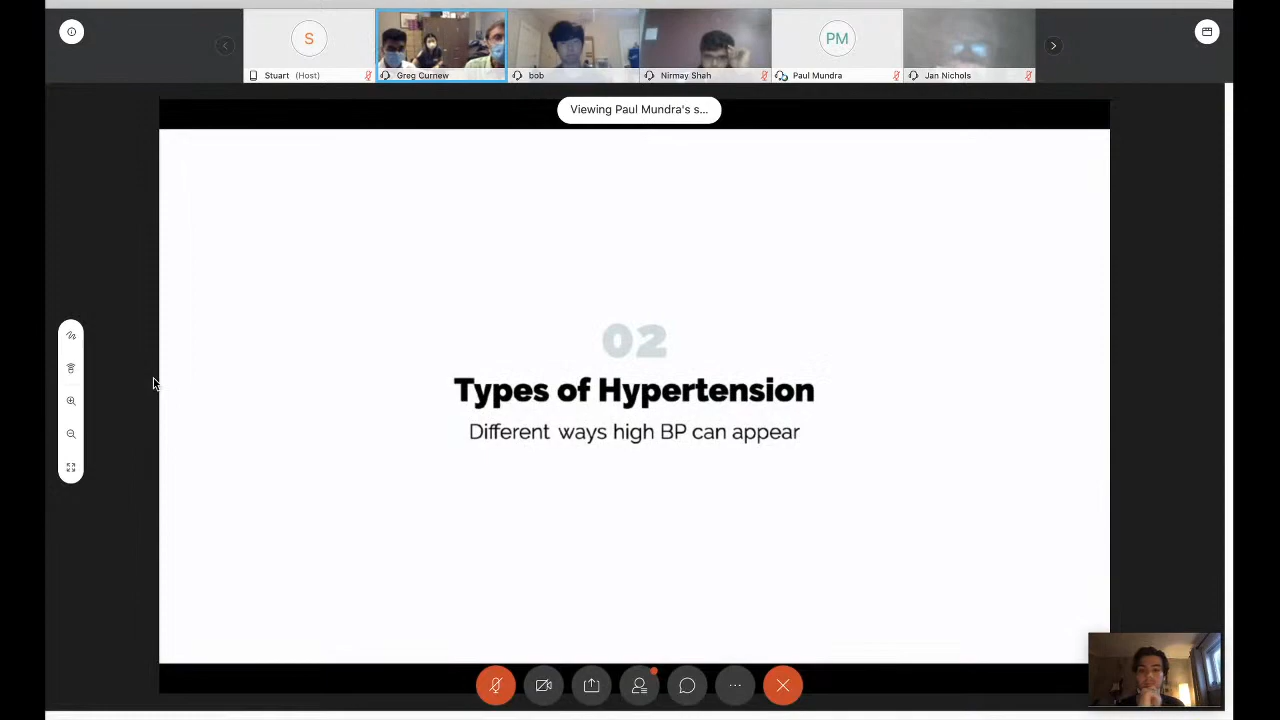 S
PM
Stuart (Host)
Greg Curnew
bob
Nirmay Shah
Paul Mundra
Jan Nichols
Viewing Paul Mundra's s...
02
Types of Hypertension
Different ways high BP can appear